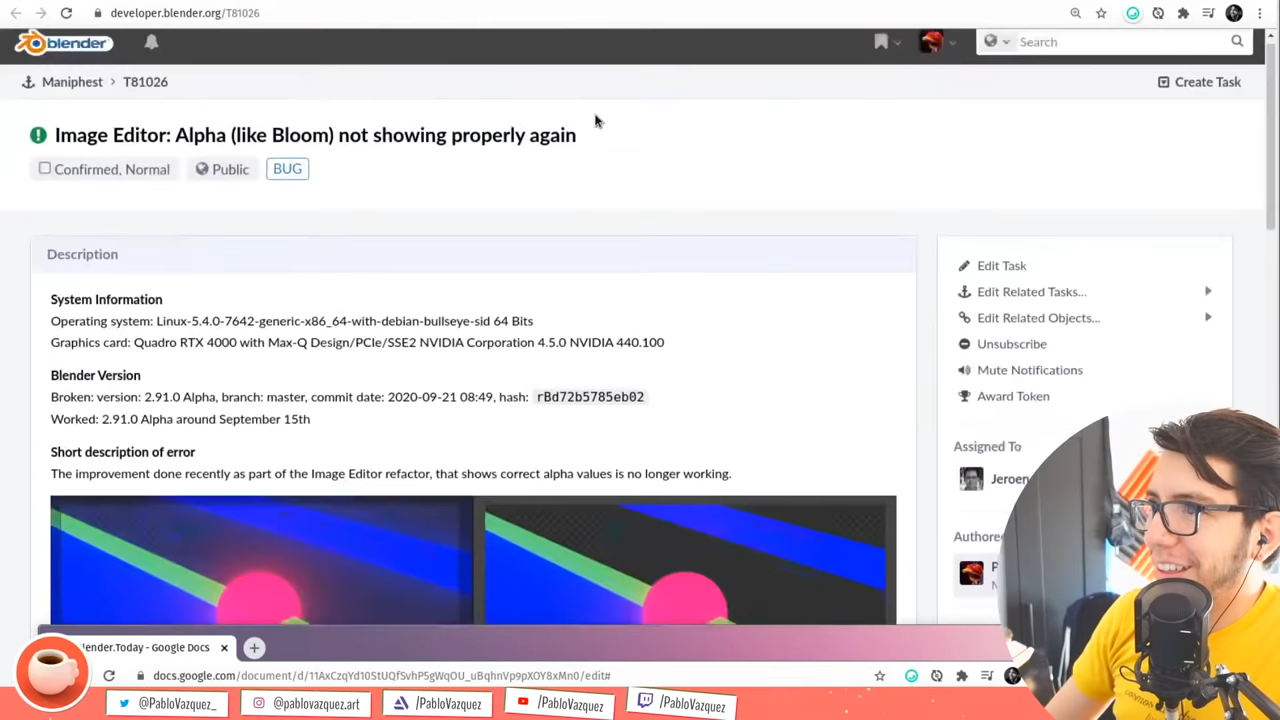 developer.blender.org/T81026
blender
Search
Maniphest > T81026
Create Task
Image Editor: Alpha (like Bloom) not showing properly again
Confirmed, Normal
Public
BUG
Description
System Information
Operating system: Linux-5.4.0-7642-generic-x86_64-with-debian-bullseye-sid 64 Bits
Graphics card: Quadro RTX 4000 with Max-Q Design/PCIe/SSE2 NVIDIA Corporation 4.5.0 NVIDIA 440.100
Blender Version
Broken: version: 2.91.0 Alpha, branch: master, commit date: 2020-09-21 08:49, hash: rBd72b5785eb02
Worked: 2.91.0 Alpha around September 15th
Short description of error
The improvement done recently as part of the Image Editor refactor, that shows correct alpha values is no longer working.
Edit Task
Edit Related Tasks...
Edit Related Objects...
Unsubscribe
Mute Notifications
Award Token
Assigned To
Jeroen
lender.Today - Google Docs
docs.google.com/document/d/11AxCzqYd10StUQfSvhP5gWqOU_uBqhnVp9pXOY8xMn0/edit#
@PabloVazquez_
@pablovazquez.art
/PabloVazquez
/PabloVazquez
/PabloVazquez